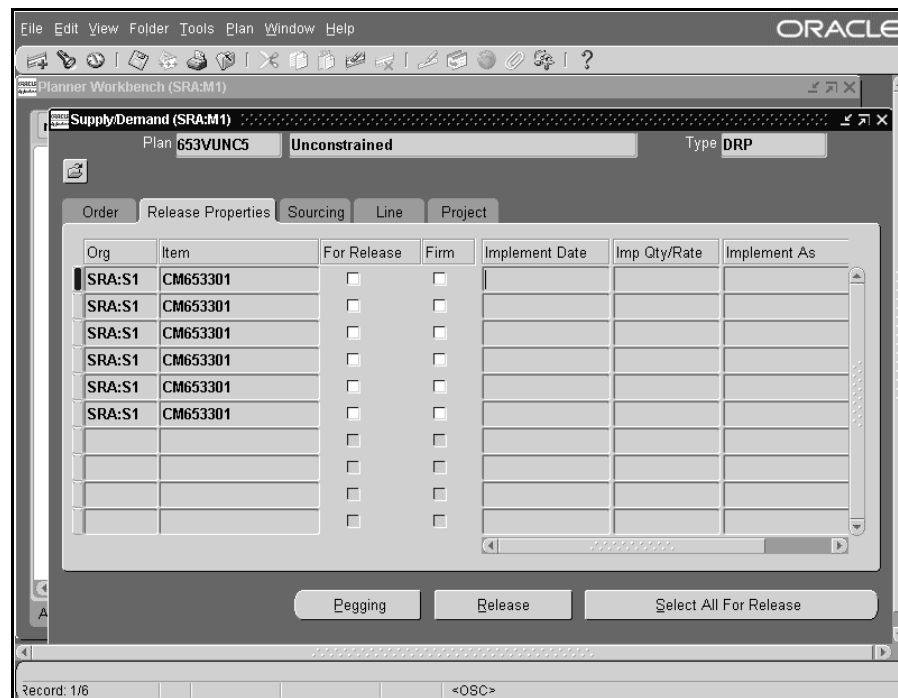 File Edit View Folder Tools Plan Window Help ORACLE
Planner Workbench (SRA:M1)
Supply/Demand (SRA:M1)
Plan 653VUNC5 Unconstrained Type DRP
Order Release Properties Sourcing Line Project
Org Item For Release Firm Implement Date Imp Qty/Rate Implement As
SRA:S1 CM653301
SRA:S1 CM653301
SRA:S1 CM653301
SRA:S1 CM653301
SRA:S1 CM653301
SRA:S1 CM653301
Pegging Release Select All For Release
Record: 1/6 <OSC>